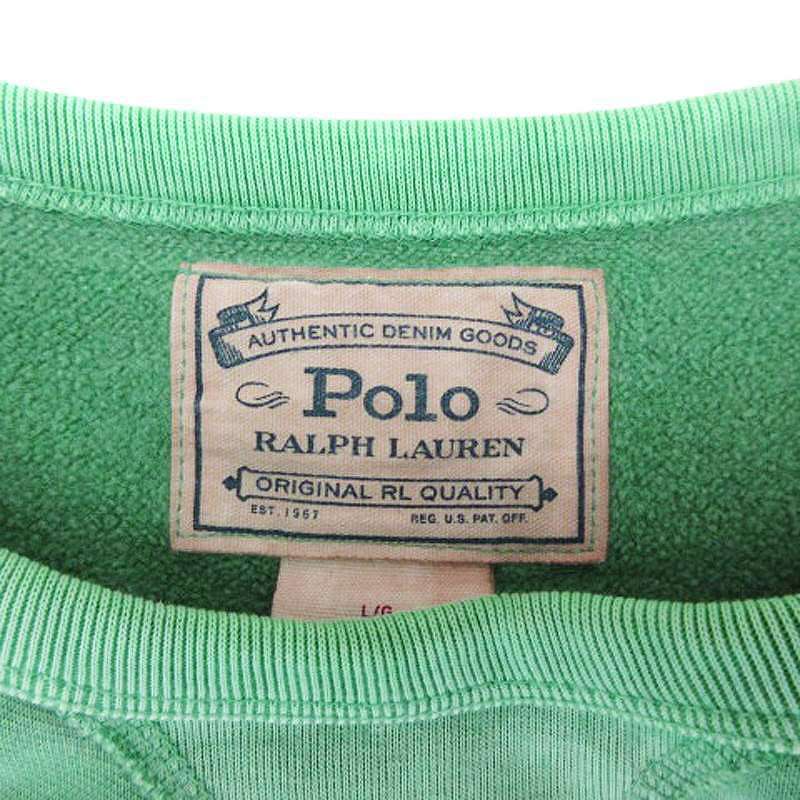 AUTHENTIC DENIM GOODS
Polo
RALPH LAUREN
ORIGINAL RL QUALITY
EST. 1967 REG. U.S. PAT. OFF.
L/G